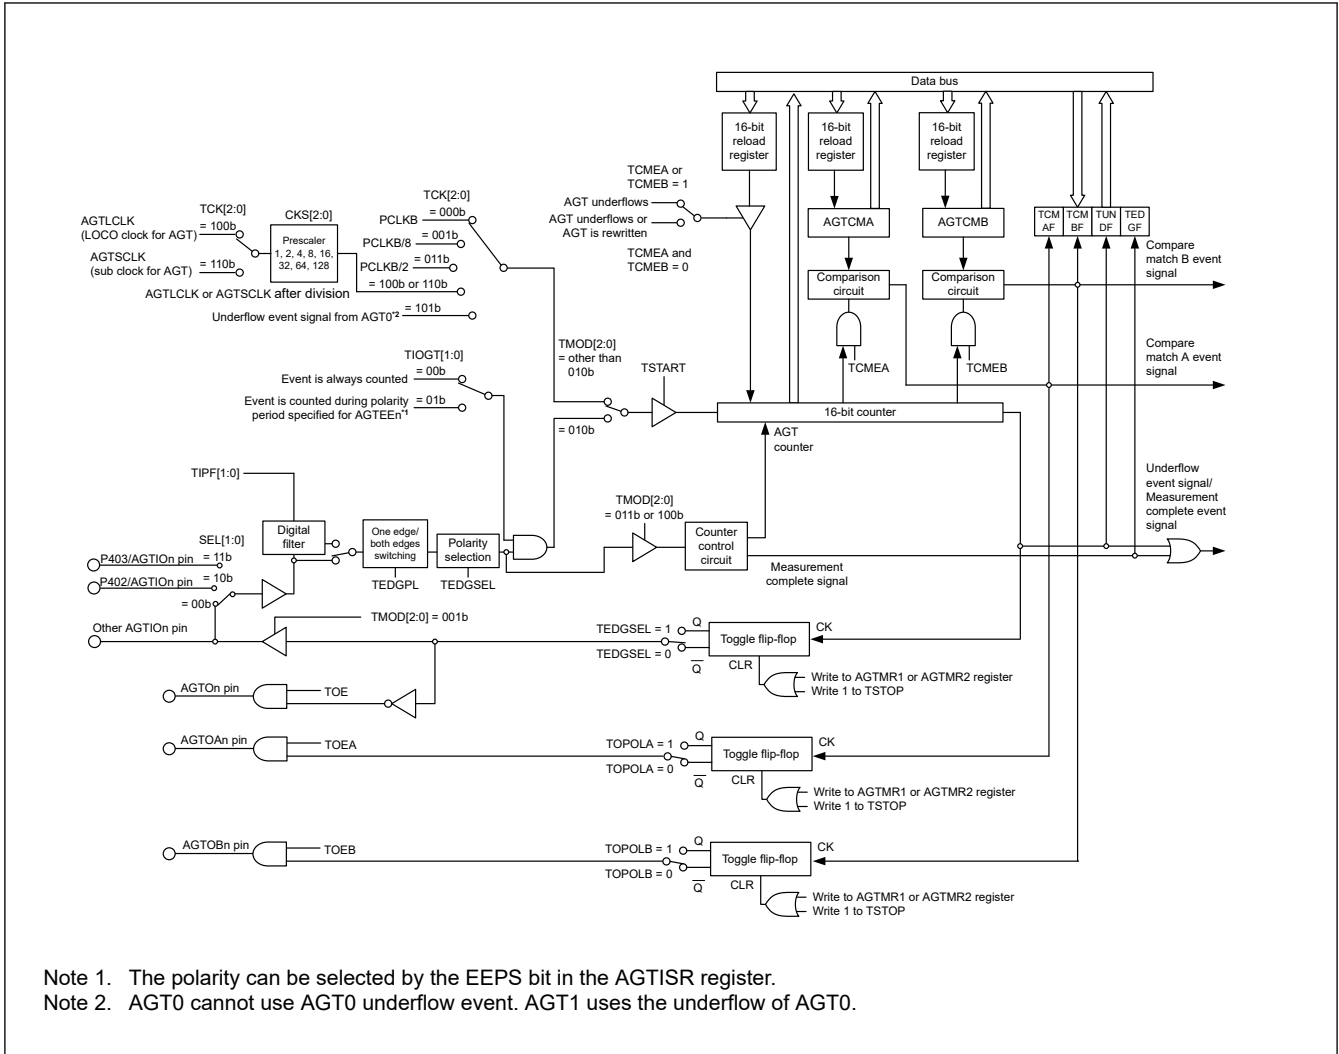 Data bus
16-bit
reload
register
16-bit
reload
register
16-bit
reload
register
TCMEA or
TCMEB = 1
AGT underflows
AGT underflows or
AGT is rewritten
TCMEA and
TCMEB = 0
AGTCMA
AGTCMB
TCM
AF
TCM
BF
TUN
DF
TED
GF
Comparison
circuit
Comparison
circuit
TCMEA
TCMEB
Compare
match B event
signal
Compare
match A event
signal
AGTLCLK
(LOCO clock for AGT)
AGTSCLK
(sub clock for AGT)
TCK[2:0]
= 100b
= 110b
CKS[2:0]
Prescaler
1, 2, 4, 8, 16,
32, 64, 128
TCK[2:0]
PCLKB
= 000b
PCLKB/8
= 001b
PCLKB/2
= 011b
= 100b or 110b
AGTLCLK or AGTSCLK after division
Underflow event signal from AGT0*2
= 101b
TIOGT[1:0]
Event is always counted
= 00b
Event is counted during polarity
period specified for AGTEEn*1
= 01b
TMOD[2:0]
= other than
010b
= 010b
TSTART
16-bit counter
AGT
counter
TIPF[1:0]
Digital
filter
One edge/
both edges
switching
TEDGPL
Polarity
selection
TEDGSEL
TMOD[2:0]
= 011b or 100b
Counter
control
circuit
Measurement
complete signal
Underflow
event signal/
Measurement
complete event
signal
SEL[1:0]
P403/AGTIOn pin
= 11b
P402/AGTIOn pin
= 10b
= 00b
Other AGTIOn pin
TMOD[2:0] = 001b
TEDGSEL = 1
TEDGSEL = 0
Q
Q
Toggle flip-flop
CK
CLR
Write to AGTMR1 or AGTMR2 register
Write 1 to TSTOP
AGTOn pin
TOE
AGTOAn pin
TOEA
TOPOLA = 1
TOPOLA = 0
Q
Q
Toggle flip-flop
CK
CLR
Write to AGTMR1 or AGTMR2 register
Write 1 to TSTOP
AGTOBn pin
TOEB
TOPOLB = 1
TOPOLB = 0
Q
Q
Toggle flip-flop
CK
CLR
Write to AGTMR1 or AGTMR2 register
Write 1 to TSTOP
Note 1. The polarity can be selected by the EEPS bit in the AGTISR register.
Note 2. AGT0 cannot use AGT0 underflow event. AGT1 uses the underflow of AGT0.